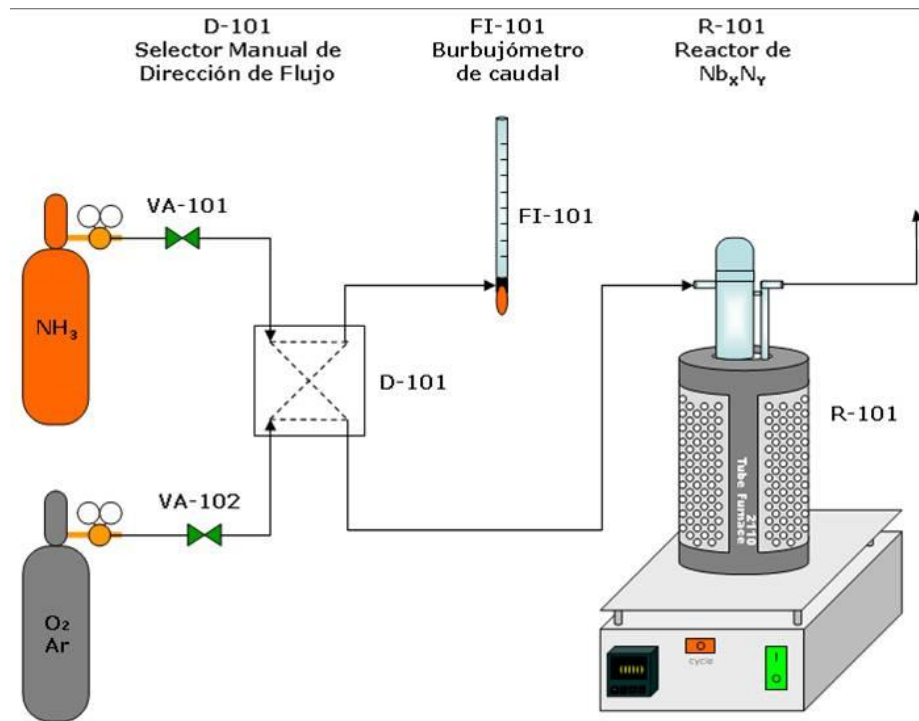 D-101
Selector Manual de
Dirección de Flujo
FI-101
Burbujómetro
de caudal
R-101
Reactor de
NbₓNᵧ
VA-101
FI-101
NH₃
D-101
R-101
VA-102
Tube Furnace
2110
O₂
Ar
cycle